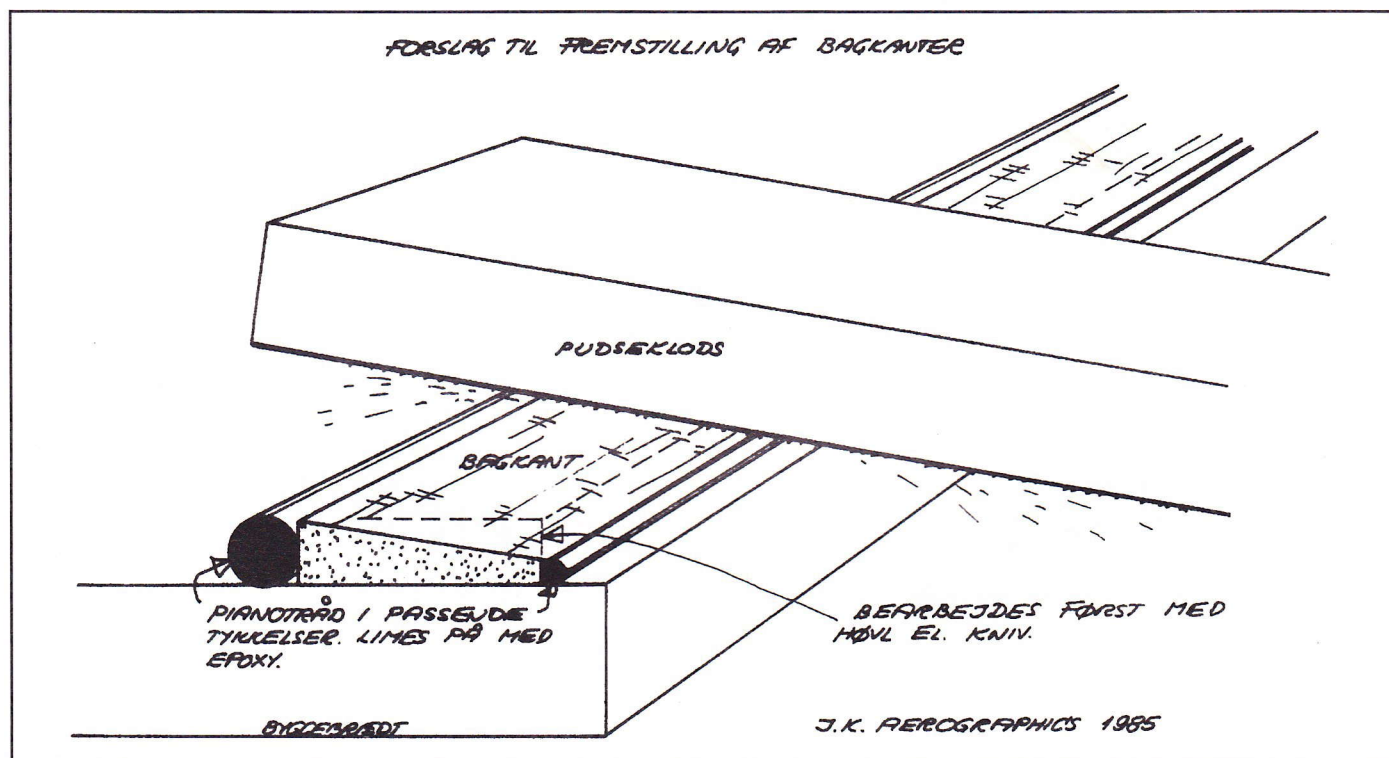 FORSLAG TIL FREMSTILLING AF BAGKANTER
PUDSEKLODS
BAGKANT
PIANOTRÅD I PASSENDE
TYKKELSER. LIMES PÅ MED
EPOXY.
BEARBEJDES FØRST MED
HØVL EL. KNIV.
BYGGEBRÆDT
J.K. AEROGRAPHICS 1985